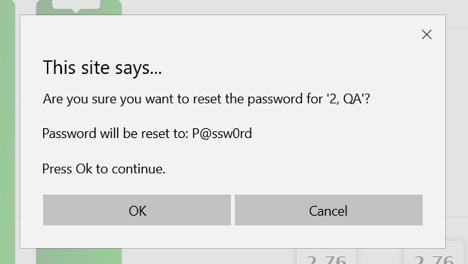 This site says...
Are you sure you want to reset the password for '2, QA'?
Password will be reset to: P@ssw0rd
Press Ok to continue.
OK Cancel
2.76 2.76